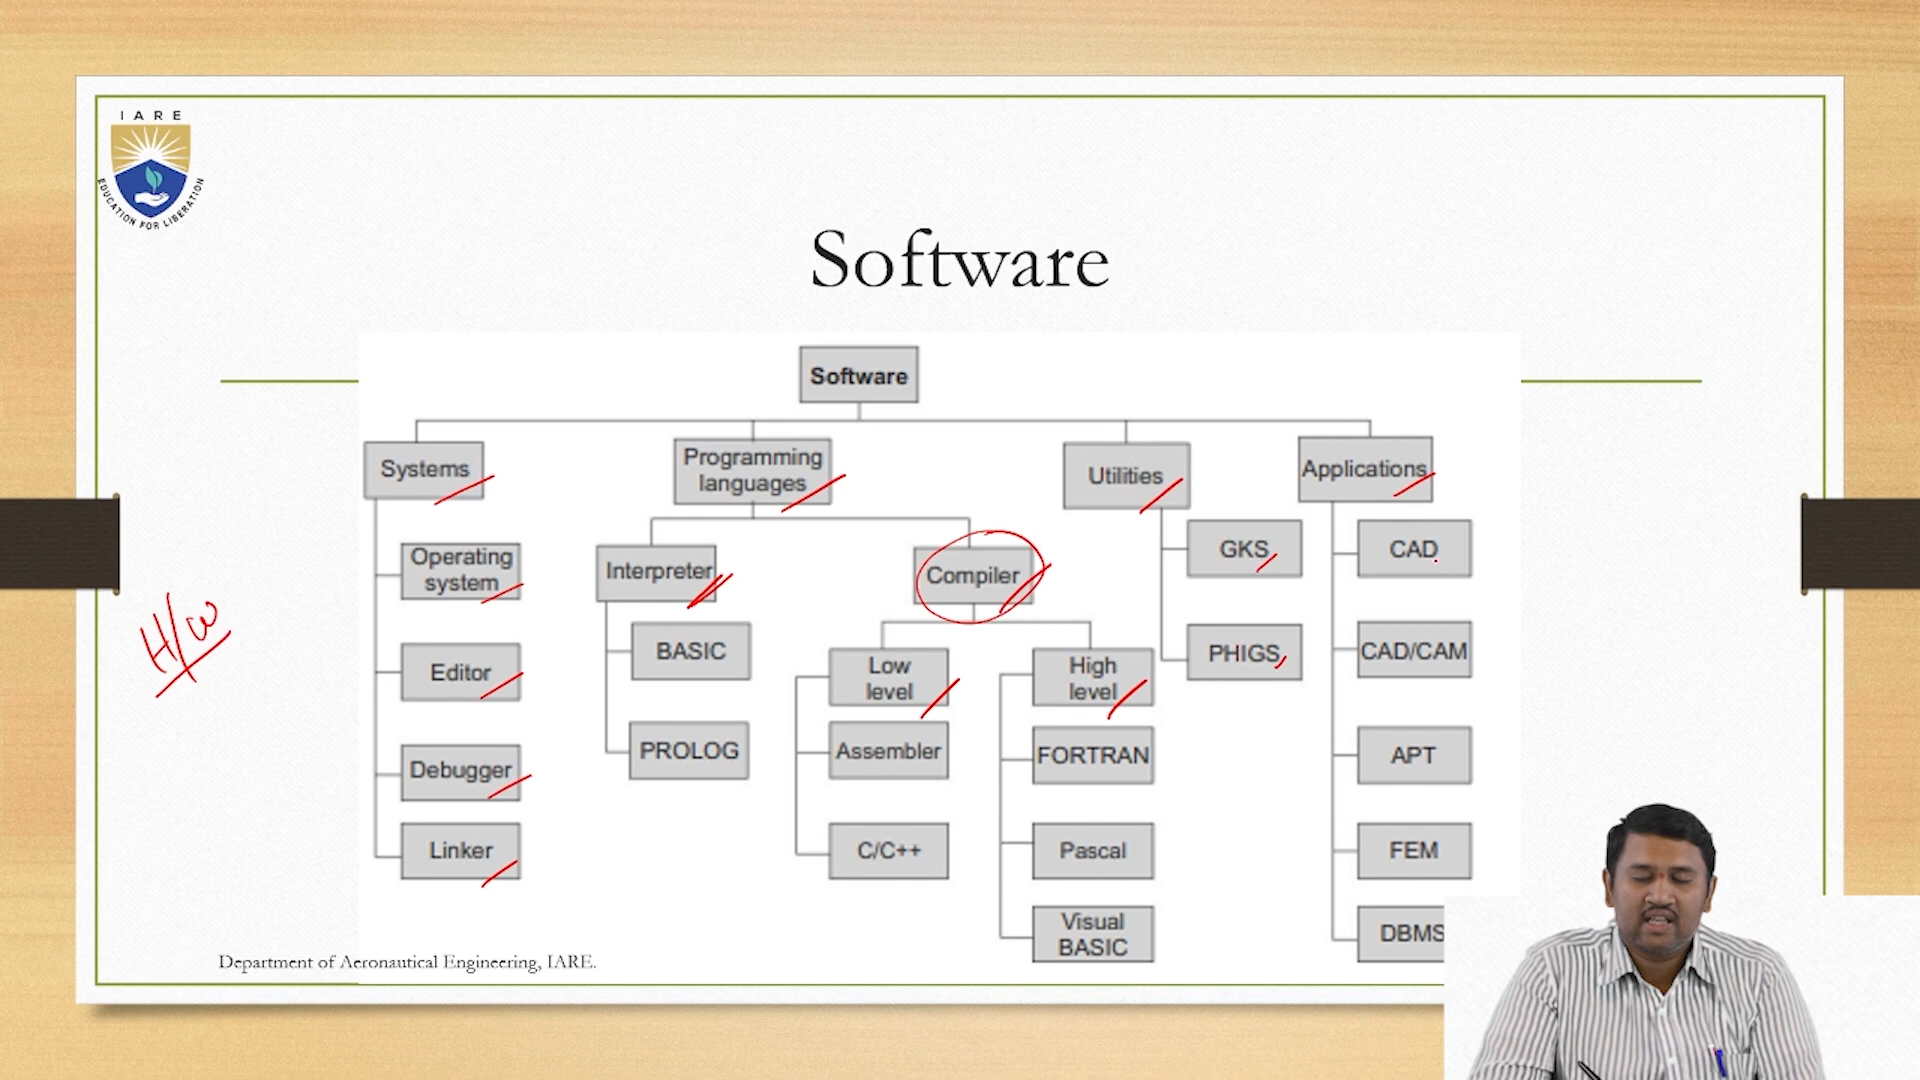 IARE
EDUCATION FOR LIBERATION
Software
Software
Systems
Programming
languages
Utilities
Applications
Operating
system
Editor
Debugger
Linker
Interpreter
BASIC
PROLOG
Compiler
Low
level
Assembler
C/C++
High
level
FORTRAN
Pascal
Visual
BASIC
GKS
PHIGS
CAD
CAD/CAM
APT
FEM
DBMS
H/W
Department of Aeronautical Engineering, IARE.